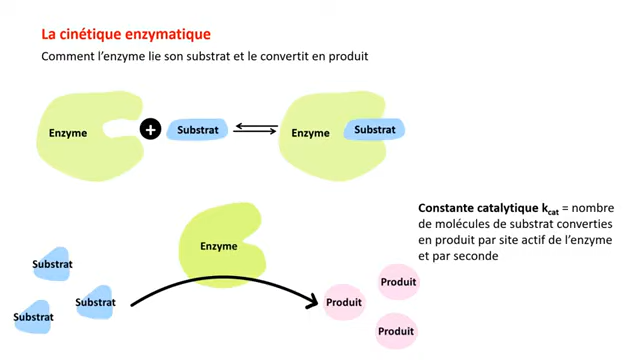 La cinétique enzymatique
Comment l'enzyme lie son substrat et le convertit en produit
Enzyme
+
Substrat
Enzyme
Substrat
Constante catalytique kcat = nombre
de molécules de substrat converties
en produit par site actif de l'enzyme
et par seconde
Enzyme
Substrat
Substrat
Substrat
Produit
Produit
Produit